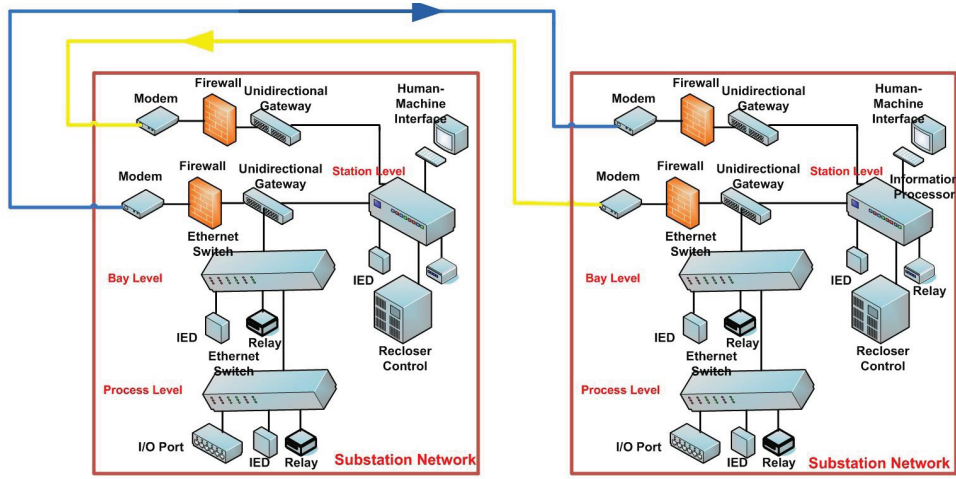 Firewall
Unidirectional
Gateway
Modem
Human-
Machine
Interface
Firewall
Unidirectional
Gateway
Station Level
Modem
Ethernet
Switch
Bay Level
IED
IED
Relay
Recloser
Control
Ethernet
Switch
Process Level
I/O Port
IED
Relay
Substation Network
Firewall
Unidirectional
Gateway
Modem
Human-
Machine
Interface
Firewall
Unidirectional
Gateway
Station Level
Information
Processor
Modem
Ethernet
Switch
Bay Level
IED
Relay
IED
Relay
Recloser
Control
Ethernet
Switch
Process Level
I/O Port
IED
Relay
Substation Network